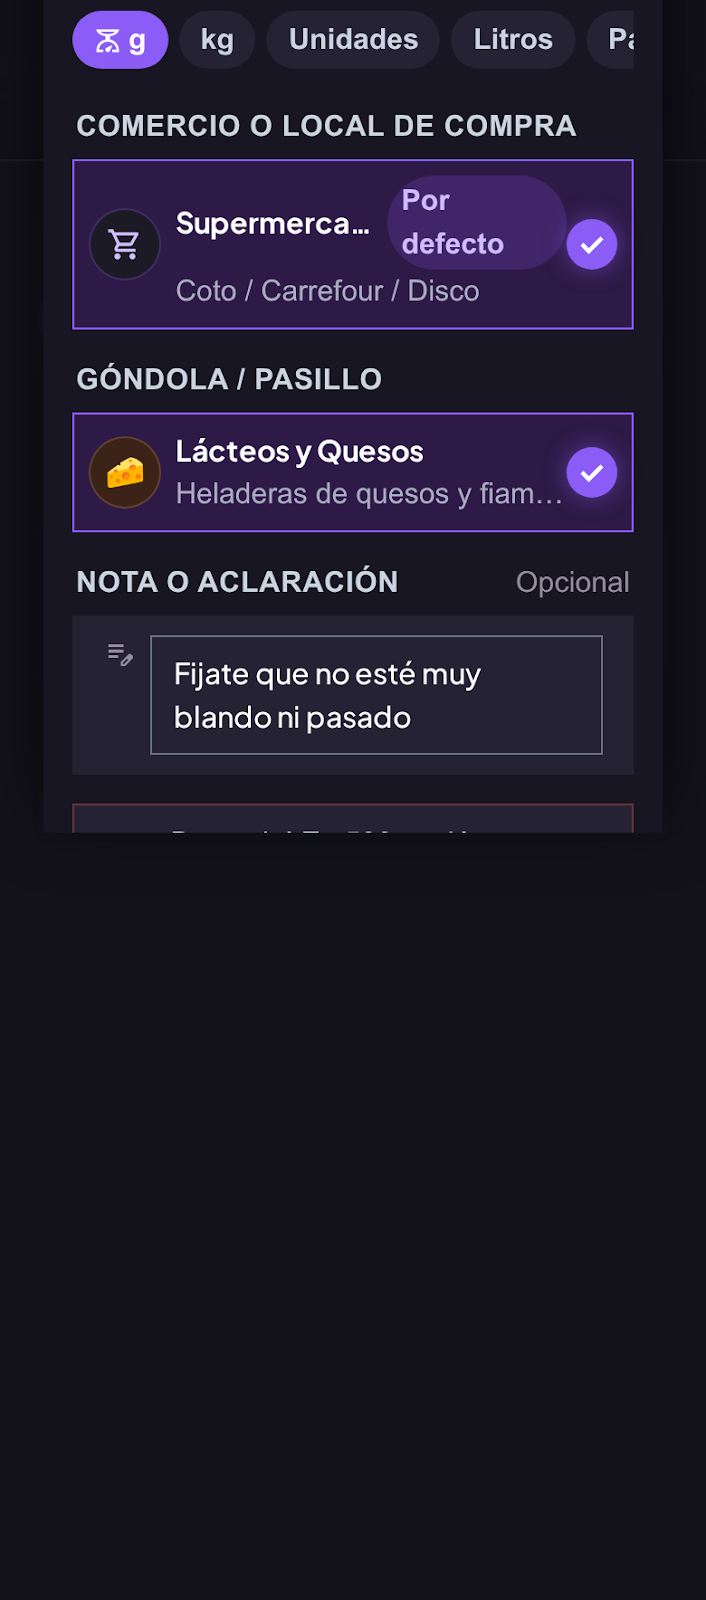 g
kg
Unidades
Litros
COMERCIO O LOCAL DE COMPRA
Supermerca…
Por
defecto
Coto / Carrefour / Disco
GÓNDOLA / PASILLO
Lácteos y Quesos
Heladeras de quesos y fiam…
NOTA O ACLARACIÓN
Opcional
Fijate que no esté muy
blando ni pasado